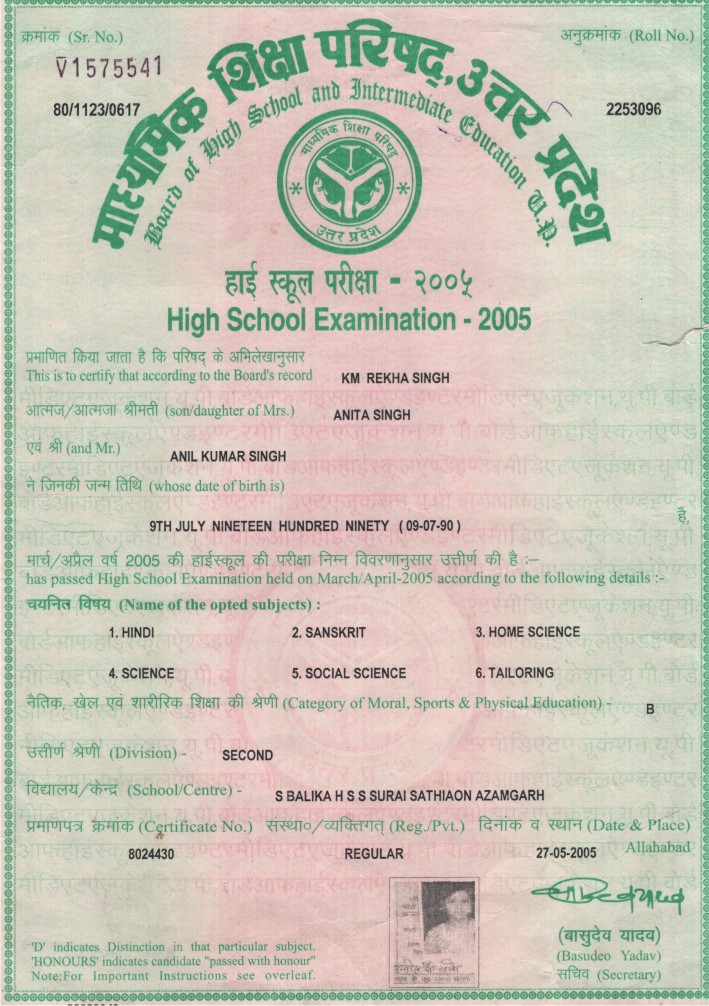 क्रमांक (Sr. No.)
अनुक्रमांक (Roll No.)
V1575541
80/1123/0617
2253096
माध्यमिक शिक्षा परिषद्, उत्तर प्रदेश
Board of High School and Intermediate Education U.P.
माध्यमिक शिक्षा परिषद्
उत्तर प्रदेश
हाई स्कूल परीक्षा - २००५
High School Examination - 2005
प्रमाणित किया जाता है कि परिषद् के अभिलेखानुसार
This is to certify that according to the Board's record KM REKHA SINGH
आत्मज/आत्मजा श्रीमती (son/daughter of Mrs.) ANITA SINGH
एवं श्री (and Mr.) ANIL KUMAR SINGH
ने जिनकी जन्म तिथि (whose date of birth is)
9TH JULY NINETEEN HUNDRED NINETY ( 09-07-90 ) है,
मार्च/अप्रैल वर्ष 2005 की हाईस्कूल की परीक्षा निम्न विवरणानुसार उत्तीर्ण की है :-
has passed High School Examination held on March/April-2005 according to the following details :-
चयनित विषय (Name of the opted subjects) :
1. HINDI 2. SANSKRIT 3. HOME SCIENCE
4. SCIENCE 5. SOCIAL SCIENCE 6. TAILORING
नैतिक, खेल एवं शारीरिक शिक्षा की श्रेणी (Category of Moral, Sports & Physical Education) - B
उत्तीर्ण श्रेणी (Division) - SECOND
विद्यालय/केन्द्र (School/Centre) - S BALIKA H S S SURAI SATHIAON AZAMGARH
प्रमाणपत्र क्रमांक (Certificate No.) संस्था०/व्यक्तिगत् (Reg./Pvt.) दिनांक व स्थान (Date & Place)
8024430 REGULAR 27-05-2005 Allahabad
'D' indicates Distinction in that particular subject.
'HONOURS' indicates candidate "passed with honour"
Note:For Important Instructions see overleaf.
(बासुदेव यादव)
(Basudeo Yadav)
सचिव (Secretary)